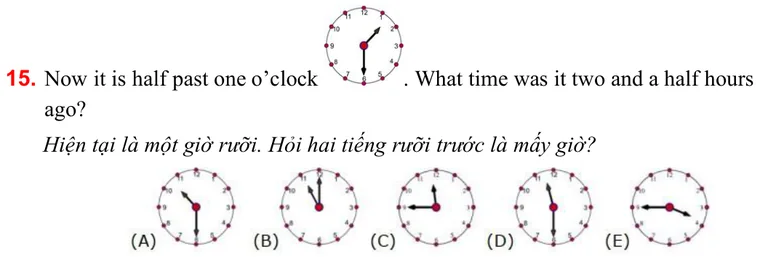 15. Now it is half past one o’clock . What time was it two and a half hours
ago?
Hiện tại là một giờ rưỡi. Hỏi hai tiếng rưỡi trước là mấy giờ?
(A) (B) (C) (D) (E)